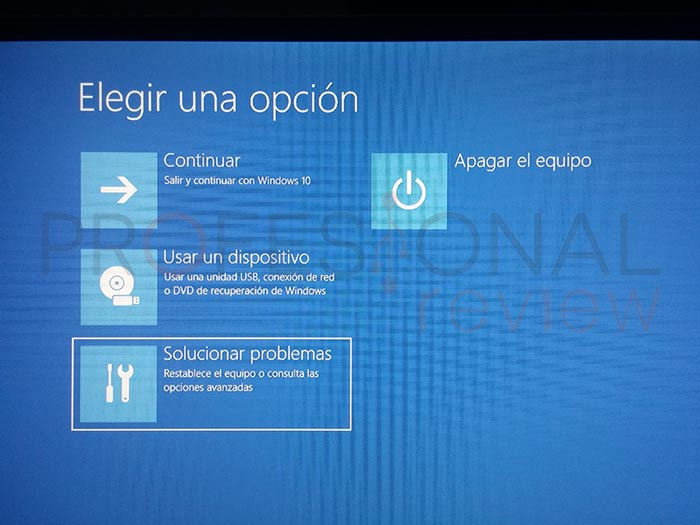 Elegir una opción
Continuar
Salir y continuar con Windows 10
Apagar el equipo
Usar un dispositivo
Usar una unidad USB, conexión de red
o DVD de recuperación de Windows
Solucionar problemas
Restablece el equipo o consulta las
opciones avanzadas
PROFESIONAL
review